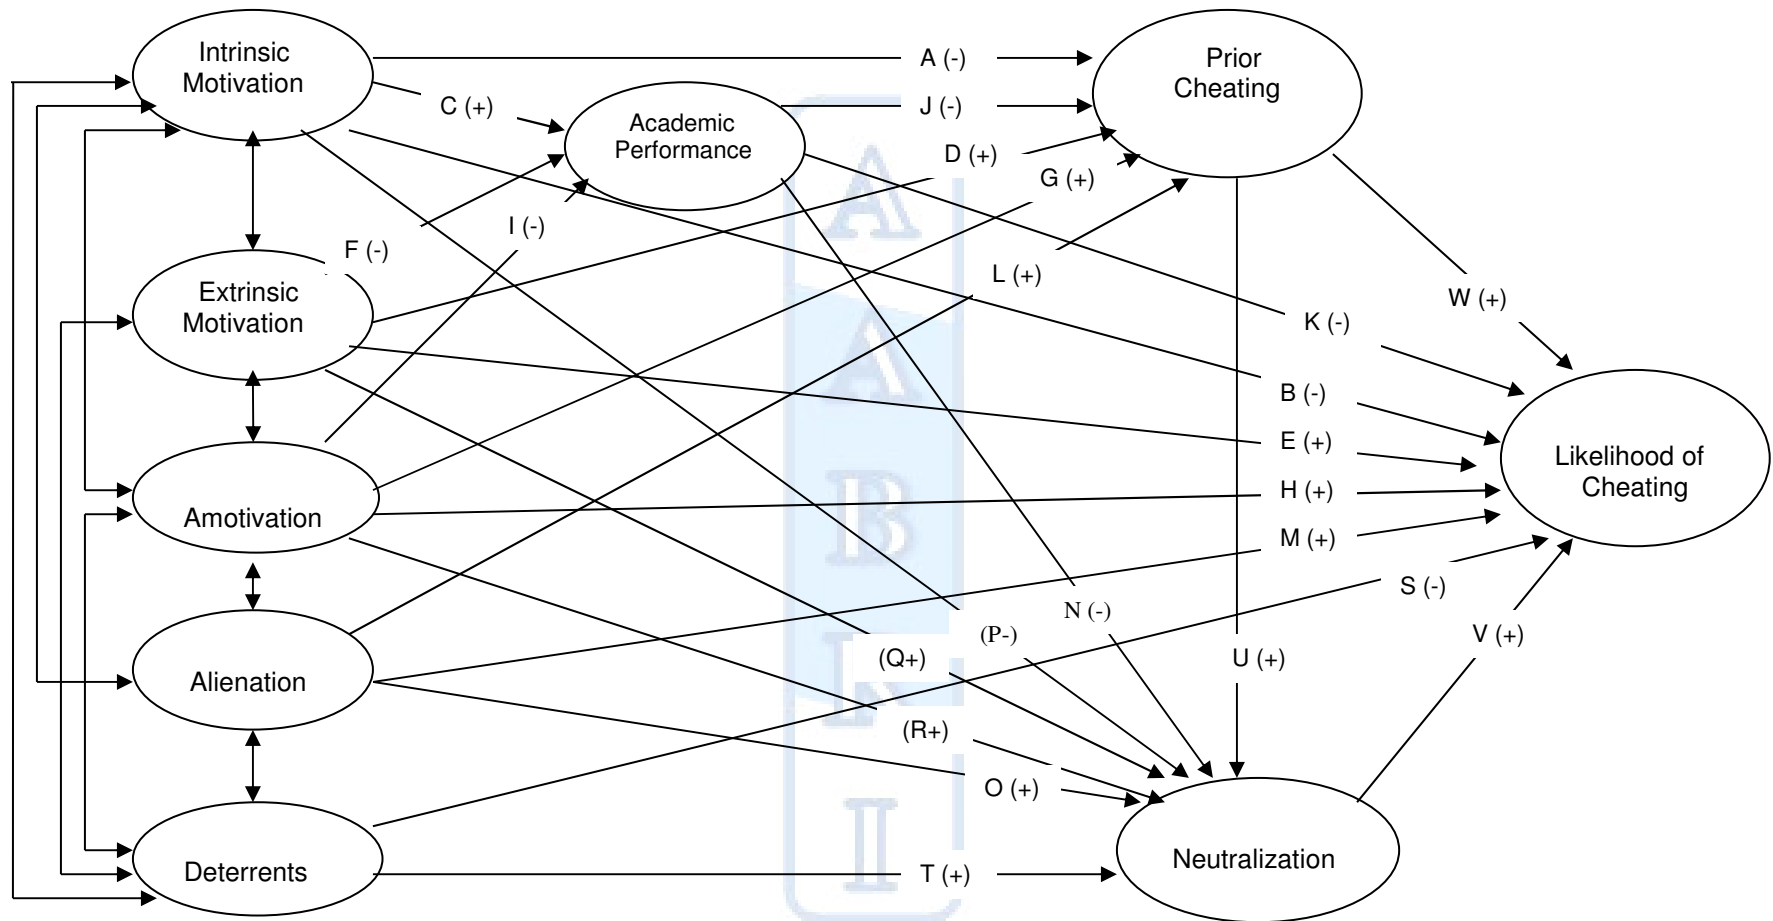 Intrinsic
Motivation
A (-)
Prior
Cheating
C (+)
J (-)
Academic
Performance
D (+)
G (+)
I (-)
F (-)
L (+)
Extrinsic
Motivation
W (+)
K (-)
B (-)
E (+)
Likelihood of
Cheating
H (+)
Amotivation
M (+)
S (-)
N (-)
(P-)
V (+)
(Q+)
U (+)
Alienation
(R+)
O (+)
Neutralization
Deterrents
T (+)
A
A
B
R
I